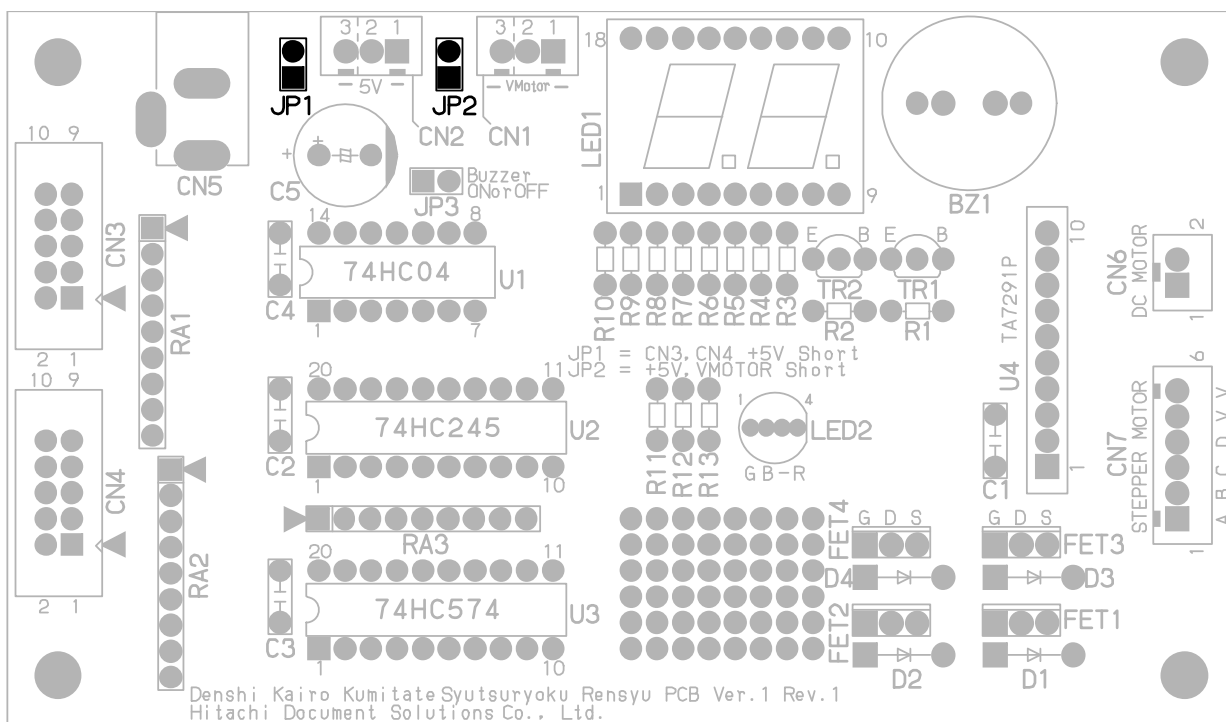 3 2 1
3 2 1
5V
VMotor
JP1
JP2
CN2
CN1
18
10
LED1
1
9
BZ1
10 9
CN5
+
+
C5
Buzzer
ONorOFF
JP3
CN3
2 1
RA1
14
8
74HC04
U1
C4
1
7
R10
R9
R8
R7
R6
R5
R4
R3
E B
TR2
E B
TR1
R2
R1
10
TA7291P
U4
1
2
CN6
DC MOTOR
1
JP1 = CN3, CN4 +5V Short
JP2 = +5V, VMOTOR Short
10 9
CN4
2 1
RA2
20
11
74HC245
U2
C2
1
10
R11
R12
R13
1
4
LED2
G B - R
C1
6
CN7
STEPPER MOTOR
A B C D V V
1
RA3
20
11
74HC574
U3
C3
1
10
FET4
G D S
D4
G D S
FET3
D3
FET2
D2
FET1
D1
Denshi Kairo Kumitate Syutsuryoku Rensyu PCB Ver.1 Rev.1
Hitachi Document Solutions Co., Ltd.